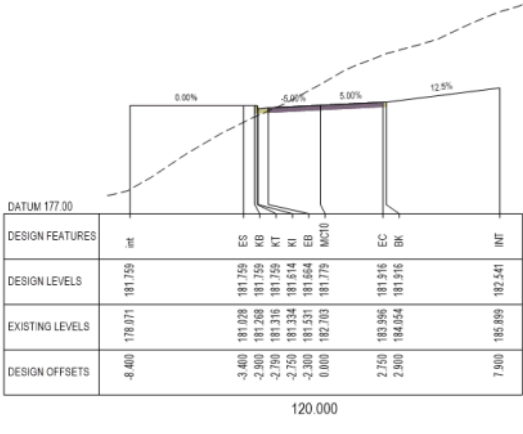 12.5%
0.00%
-5.00%
5.00%
DATUM 177.00
DESIGN FEATURES int ES KB KT KI EB MC10 EC BK INT
DESIGN LEVELS 181.759 181.759 181.759 181.759 181.614 181.664 181.779 181.916 181.916 182.541
EXISTING LEVELS 178.071 181.028 181.268 181.316 181.334 181.531 182.703 183.996 184.054 185.899
DESIGN OFFSETS -8.400 -3.400 -2.900 -2.790 -2.750 -2.300 0.000 2.750 2.900 7.900
120.000